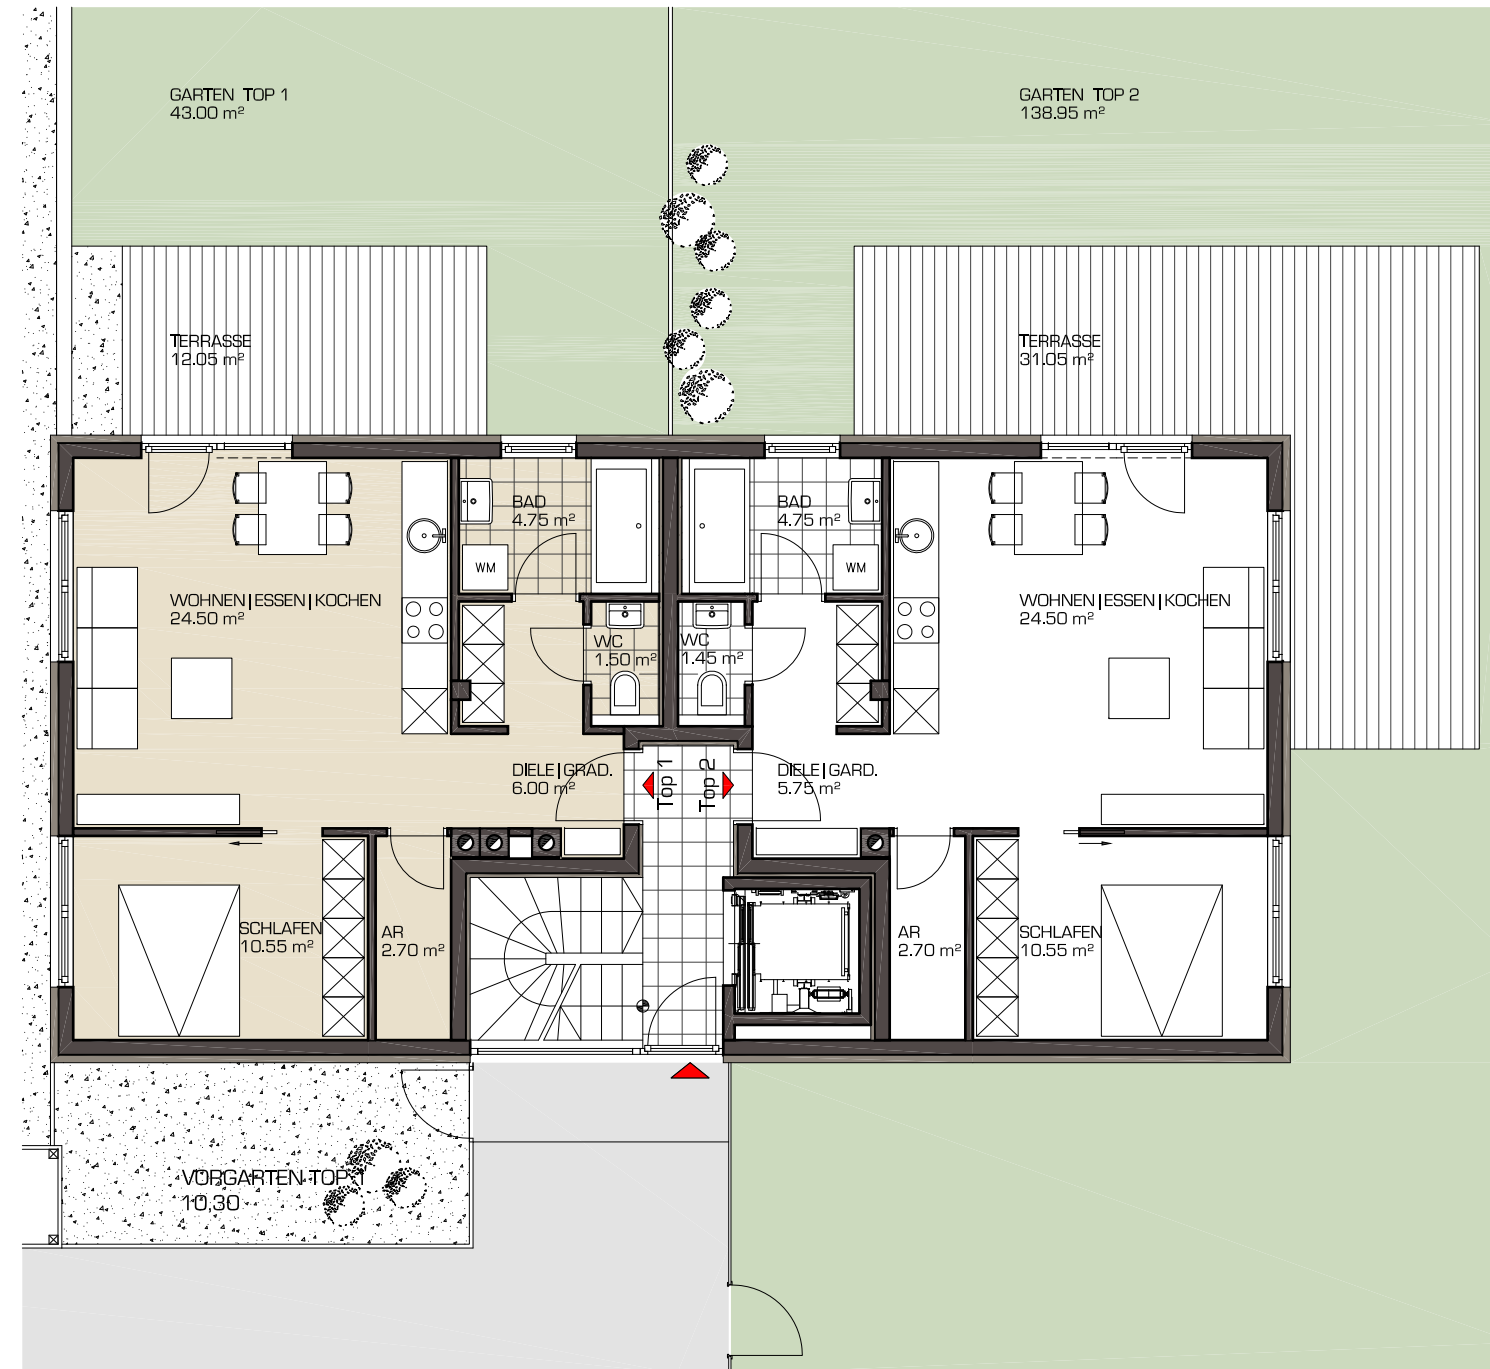 GARTEN TOP 1
43.00 m²
GARTEN TOP 2
138.95 m²
TERRASSE
12.05 m²
TERRASSE
31.05 m²
BAD
4.75 m²
BAD
4.75 m²
WM
WM
WOHNEN|ESSEN|KOCHEN
24.50 m²
WOHNEN|ESSEN|KOCHEN
24.50 m²
WC
1.50 m²
WC
1.45 m²
DIELE|GRAD.
6.00 m²
Top 1
Top 2
DIELE|GARD.
5.75 m²
SCHLAFEN
10.55 m²
AR
2.70 m²
AR
2.70 m²
SCHLAFEN
10.55 m²
VORGARTEN TOP 1
10,30